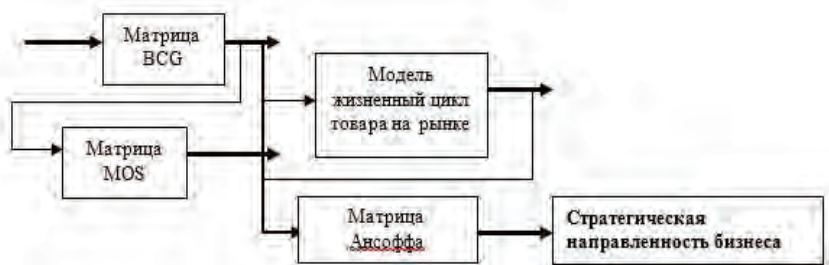 Матрица
BCG
Модель
жизненный цикл
товара на рынке
Матрица
MOS
Матрица
Ансоффа
Стратегическая
направленность бизнеса